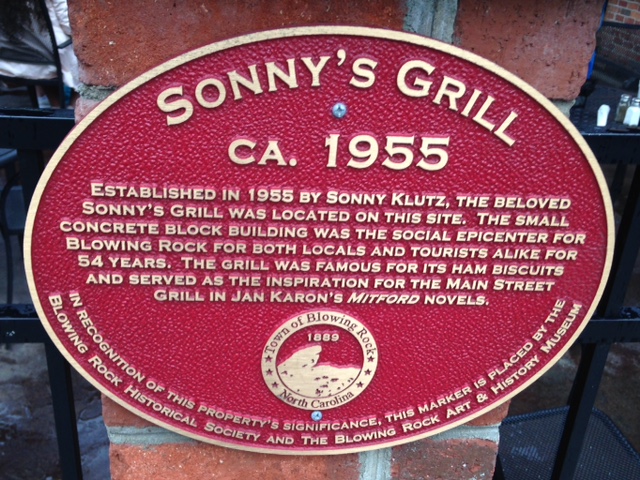 SONNY'S GRILL
CA. 1955
ESTABLISHED IN 1955 BY SONNY KLUTZ, THE BELOVED
SONNY'S GRILL WAS LOCATED ON THIS SITE. THE SMALL
CONCRETE BLOCK BUILDING WAS THE SOCIAL EPICENTER FOR
BLOWING ROCK FOR BOTH LOCALS AND TOURISTS ALIKE FOR
54 YEARS. THE GRILL WAS FAMOUS FOR ITS HAM BISCUITS
AND SERVED AS THE INSPIRATION FOR THE MAIN STREET
GRILL IN JAN KARON'S MITFORD NOVELS.
Town of Blowing Rock
1889
North Carolina
IN RECOGNITION OF THIS PROPERTY'S SIGNIFICANCE, THIS MARKER IS PLACED BY THE
BLOWING ROCK HISTORICAL SOCIETY AND THE BLOWING ROCK ART & HISTORY MUSEUM